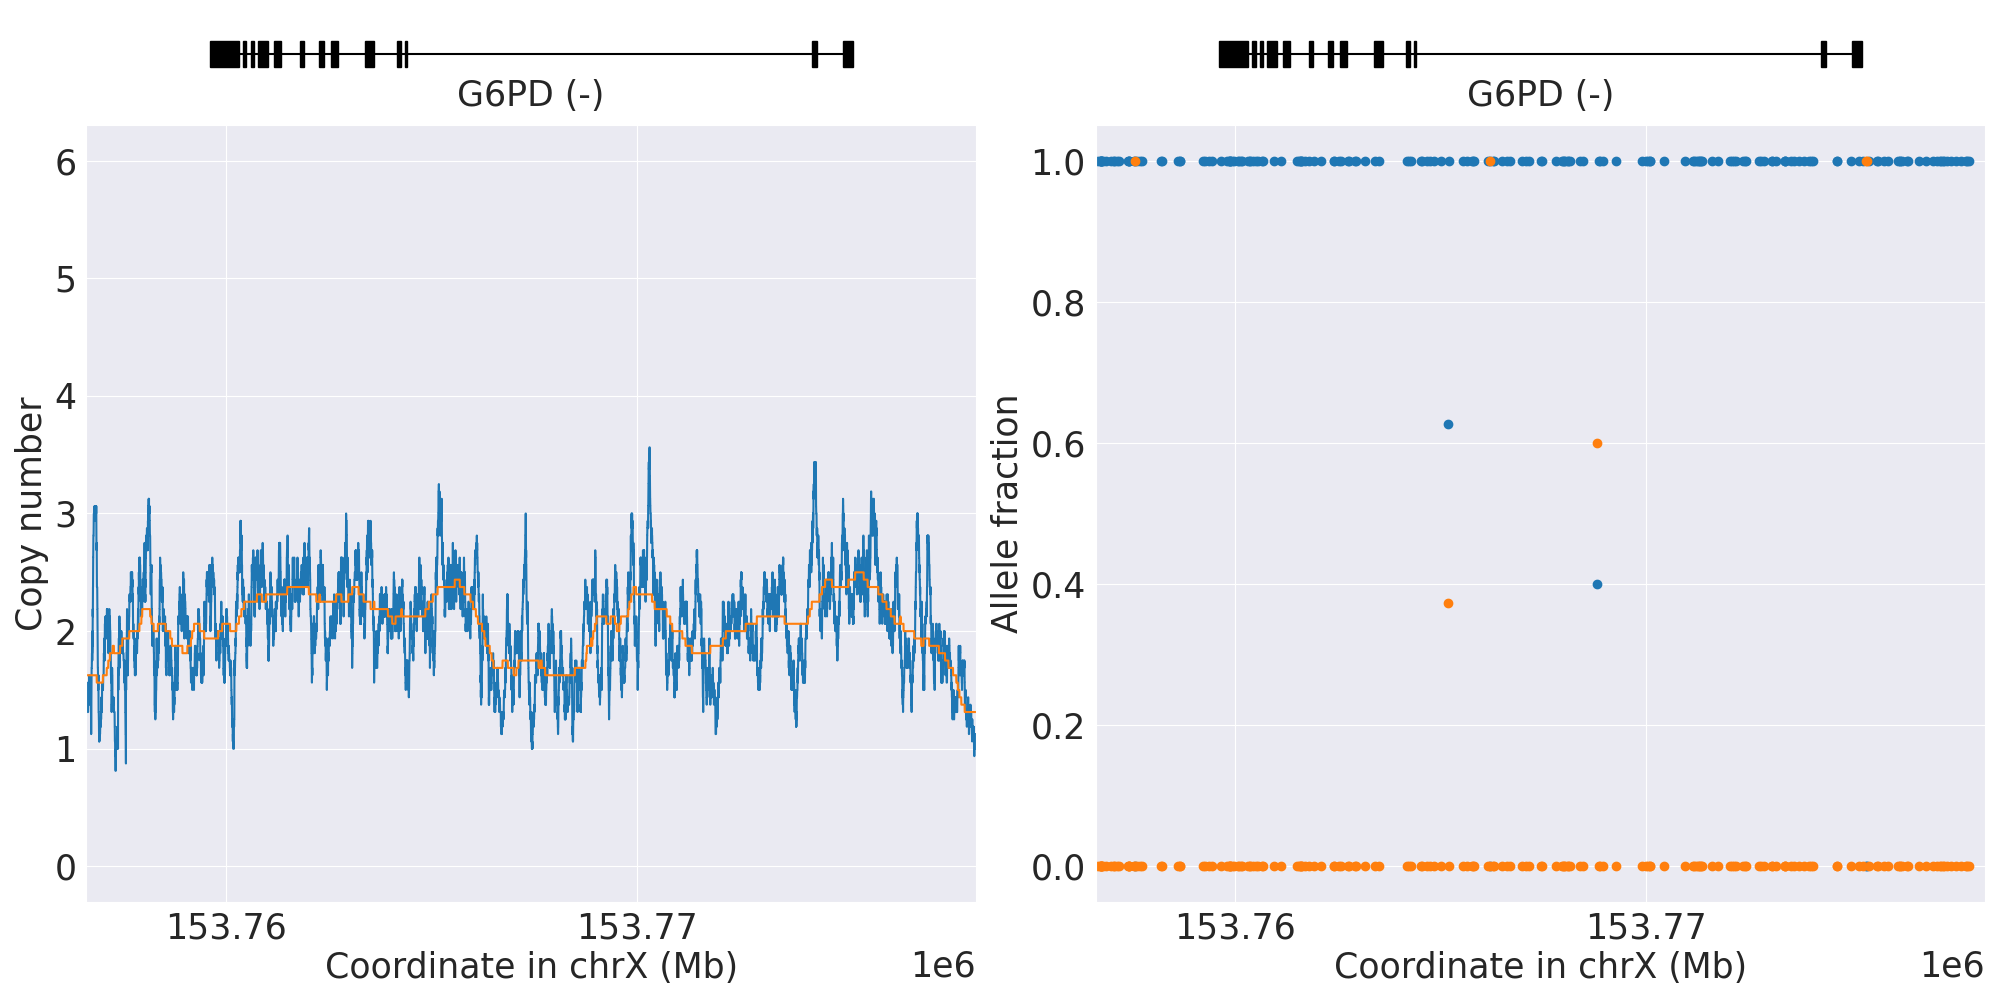 G6PD (-)
6
5
4
3
2
1
0
Copy number
153.76
153.77
Coordinate in chrX (Mb)
1e6
G6PD (-)
1.0
0.8
0.6
0.4
0.2
0.0
Allele fraction
153.76
153.77
Coordinate in chrX (Mb)
1e6